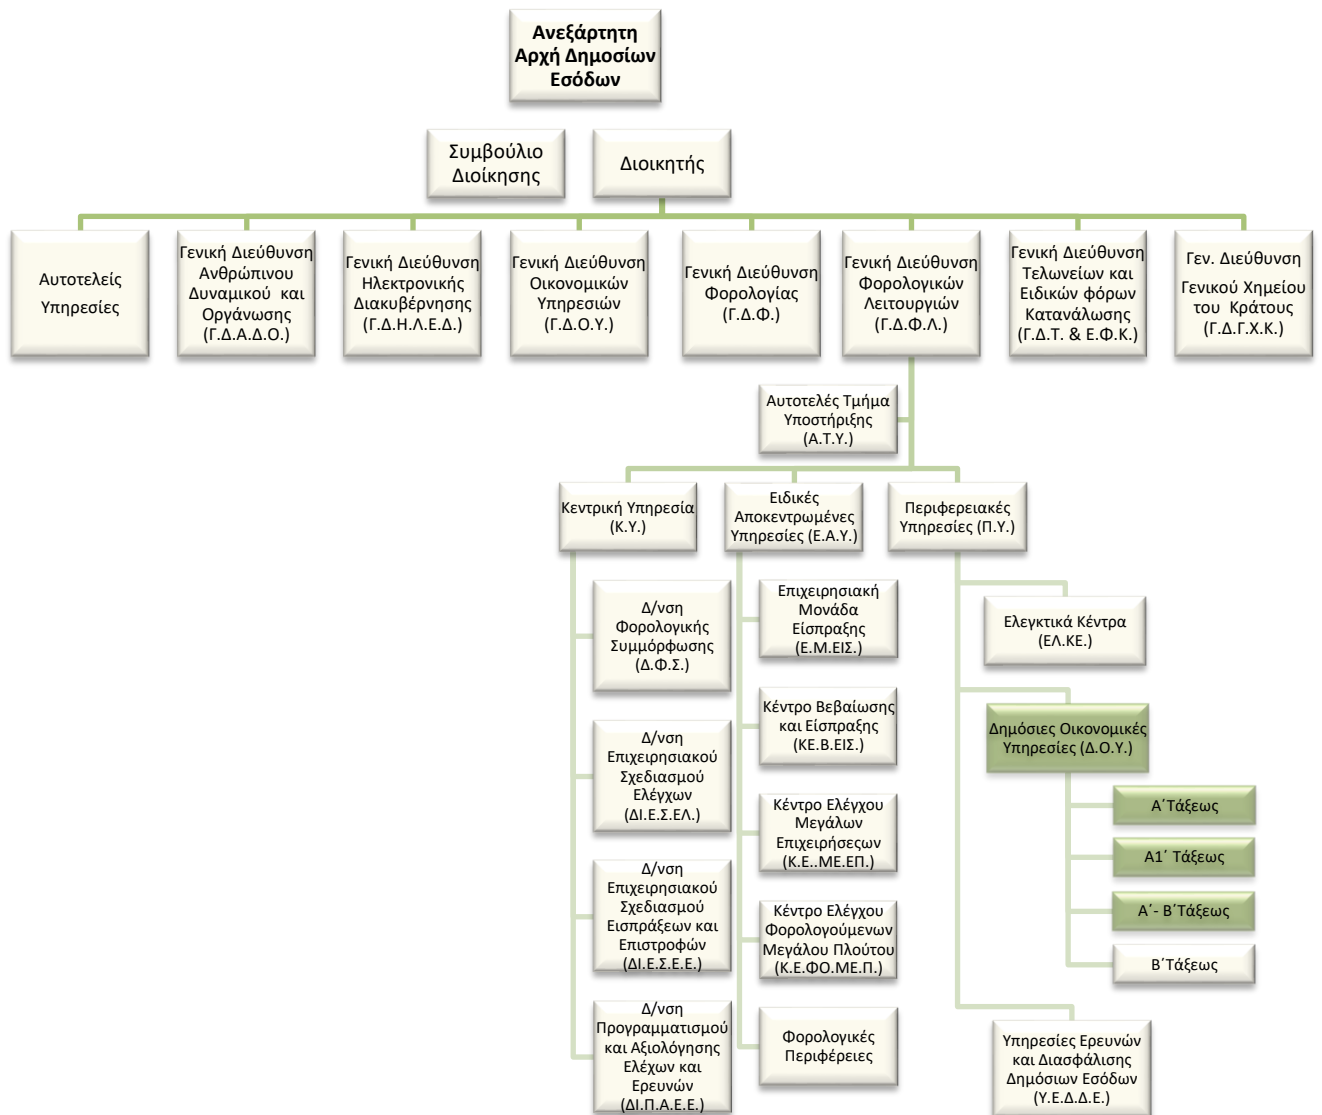 Ανεξάρτητη
Αρχή Δημοσίων
Εσόδων
Συμβούλιο
Διοίκησης
Διοικητής
Αυτοτελείς
Υπηρεσίες
Γενική Διεύθυνση
Ανθρώπινου
Δυναμικού και
Οργάνωσης
(Γ.Δ.Α.Δ.Ο.)
Γενική Διεύθυνση
Ηλεκτρονικής
Διακυβέρνησης
(Γ.Δ.Η.Λ.Ε.Δ.)
Γενική Διεύθυνση
Οικονομικών
Υπηρεσιών
(Γ.Δ.Ο.Υ.)
Γενική Διεύθυνση
Φορολογίας
(Γ.Δ.Φ.)
Γενική Διεύθυνση
Φορολογικών
Λειτουργιών
(Γ.Δ.Φ.Λ.)
Γενική Διεύθυνση
Τελωνείων και
Ειδικών φόρων
Κατανάλωσης
(Γ.Δ.Τ. & Ε.Φ.Κ.)
Γεν. Διεύθυνση
Γενικού Χημείου
του Κράτους
(Γ.Δ.Γ.Χ.Κ.)
Αυτοτελές Τμήμα
Υποστήριξης
(Α.Τ.Υ.)
Κεντρική Υπηρεσία
(Κ.Υ.)
Ειδικές
Αποκεντρωμένες
Υπηρεσίες (Ε.Α.Υ.)
Περιφερειακές
Υπηρεσίες (Π.Υ.)
Δ/νση
Φορολογικής
Συμμόρφωσης
(Δ.Φ.Σ.)
Δ/νση
Επιχειρησιακού
Σχεδιασμού
Ελέγχων
(ΔΙ.Ε.Σ.ΕΛ.)
Δ/νση
Επιχειρησιακού
Σχεδιασμού
Εισπράξεων και
Επιστροφών
(ΔΙ.Ε.Σ.Ε.Ε.)
Δ/νση
Προγραμματισμού
και Αξιολόγησης
Ελέχων και
Ερευνών
(ΔΙ.Π.Α.Ε.Ε.)
Επιχειρησιακή
Μονάδα
Είσπραξης
(Ε.Μ.ΕΙΣ.)
Κέντρο Βεβαίωσης
και Είσπραξης
(ΚΕ.Β.ΕΙΣ.)
Κέντρο Ελέγχου
Μεγάλων
Επιχειρήσεςων
(Κ.Ε..ΜΕ.ΕΠ.)
Κέντρο Ελέγχου
Φορολογούμενων
Μεγάλου Πλούτου
(Κ.Ε.ΦΟ.ΜΕ.Π.)
Φορολογικές
Περιφέρειες
Ελεγκτικά Κέντρα
(ΕΛ.ΚΕ.)
Δημόσιες Οικονομικές
Υπηρεσίες (Δ.Ο.Υ.)
Α΄Τάξεως
Α1΄ Τάξεως
Α΄- Β΄Τάξεως
Β΄Τάξεως
Υπηρεσίες Ερευνών
και Διασφάλισης
Δημόσιων Εσόδων
(Υ.Ε.Δ.Δ.Ε.)